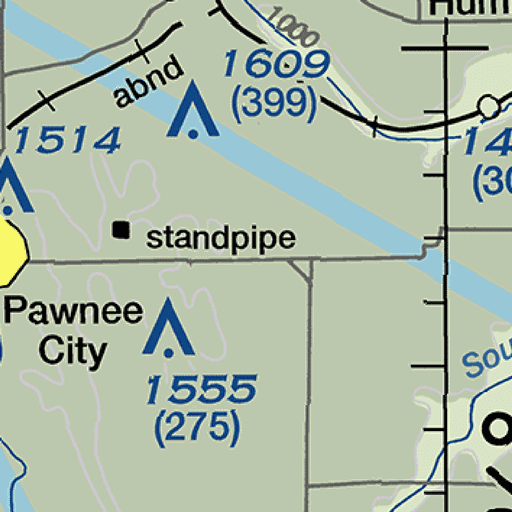 1000
1609
(399)
abnd
1514
standpipe
Pawnee
City
1555
(275)